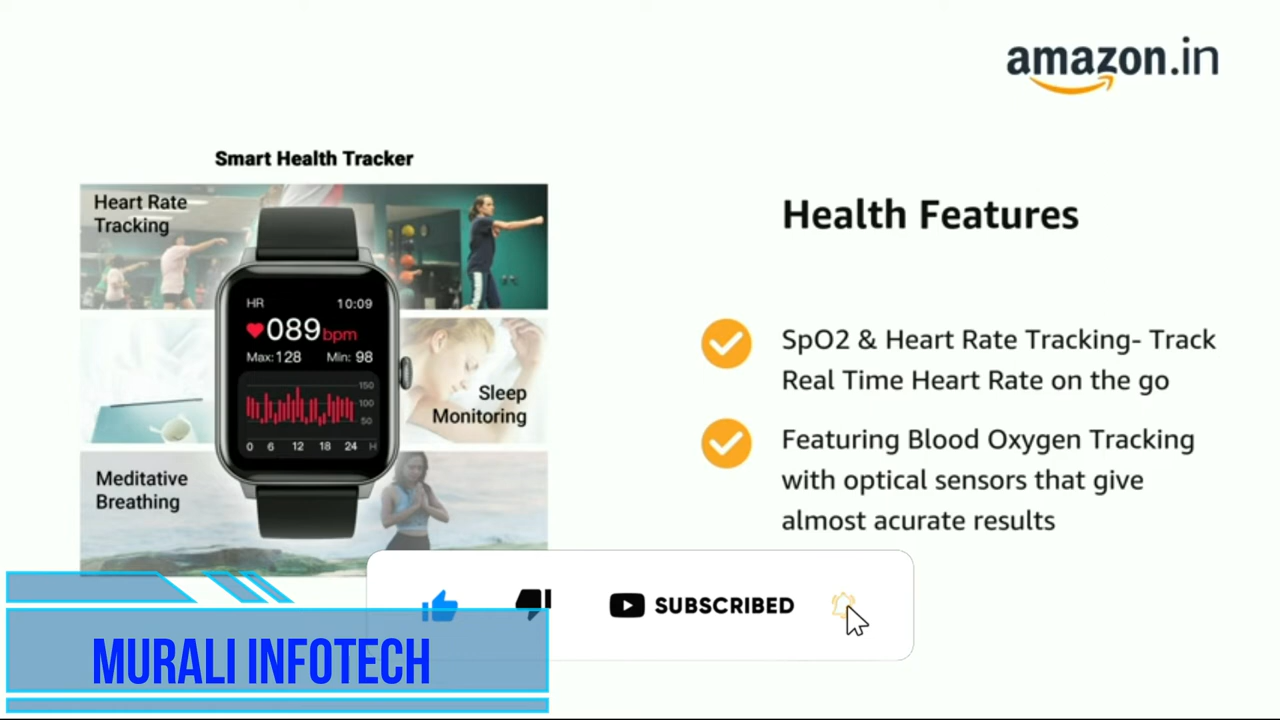 amazon.in
Smart Health Tracker
Heart Rate
Tracking
HR
10:09
089bpm
Max:128
Min: 98
150
100
50
0 6 12 18 24 H
Sleep
Monitoring
Meditative
Breathing
Health Features
SpO2 & Heart Rate Tracking- Track
Real Time Heart Rate on the go
Featuring Blood Oxygen Tracking
with optical sensors that give
almost acurate results
SUBSCRIBED
MURALI INFOTECH